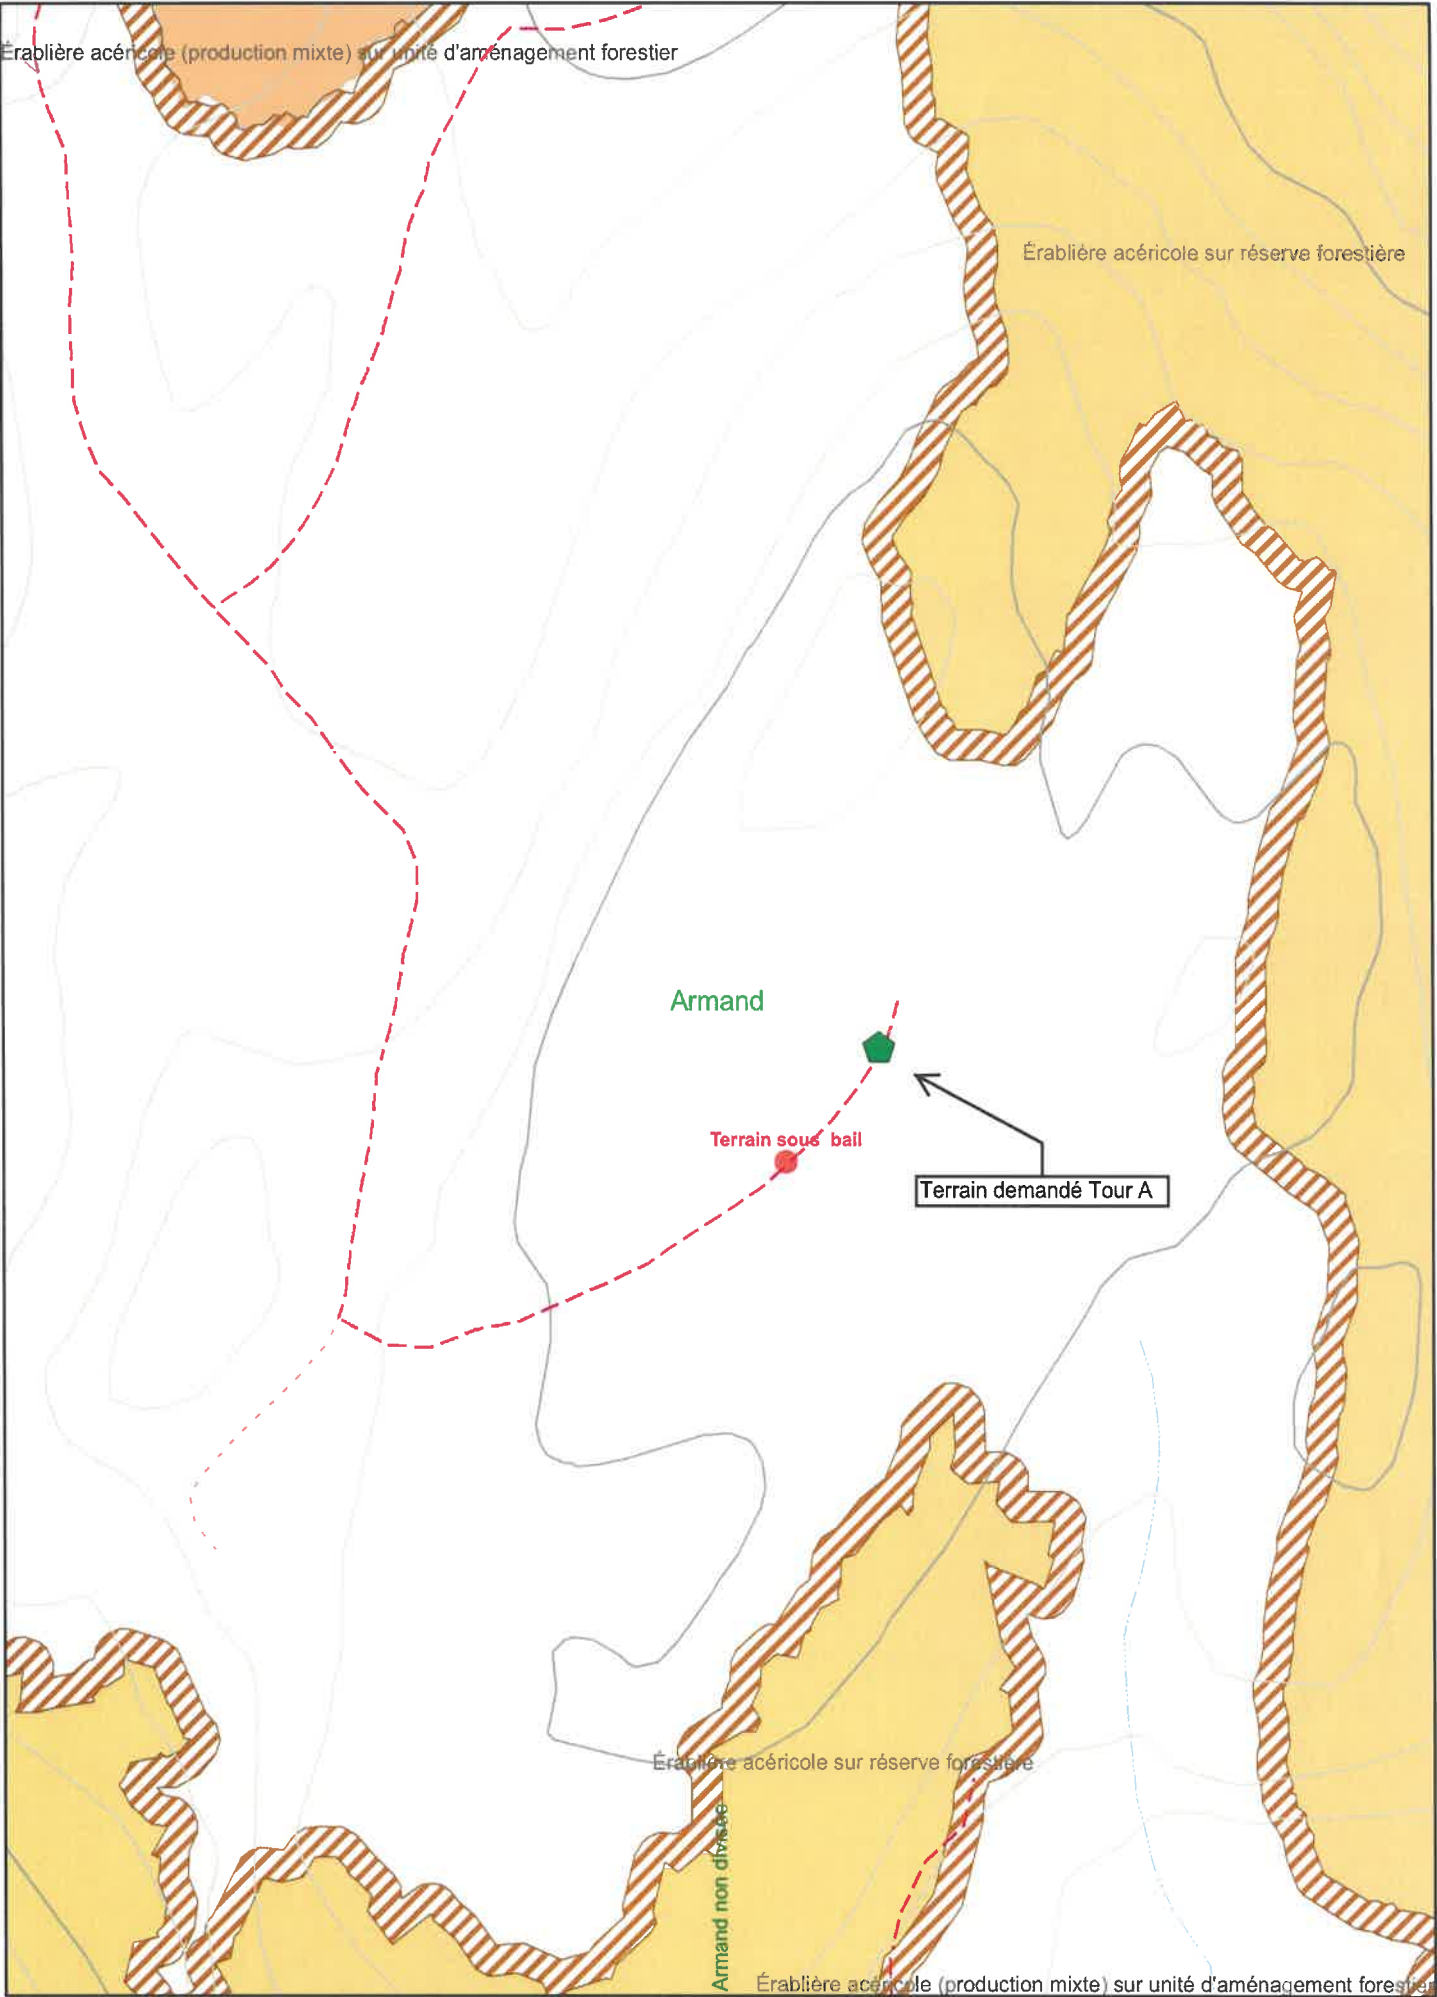 Érablière acéricole (production mixte) sur unité d'aménagement forestier
Érablière acéricole sur réserve forestière
Armand
Terrain sous bail
Terrain demandé Tour A
Érablière acéricole sur réserve forestière
Armand non divisée
Érablière acéricole (production mixte) sur unité d'aménagement forestier